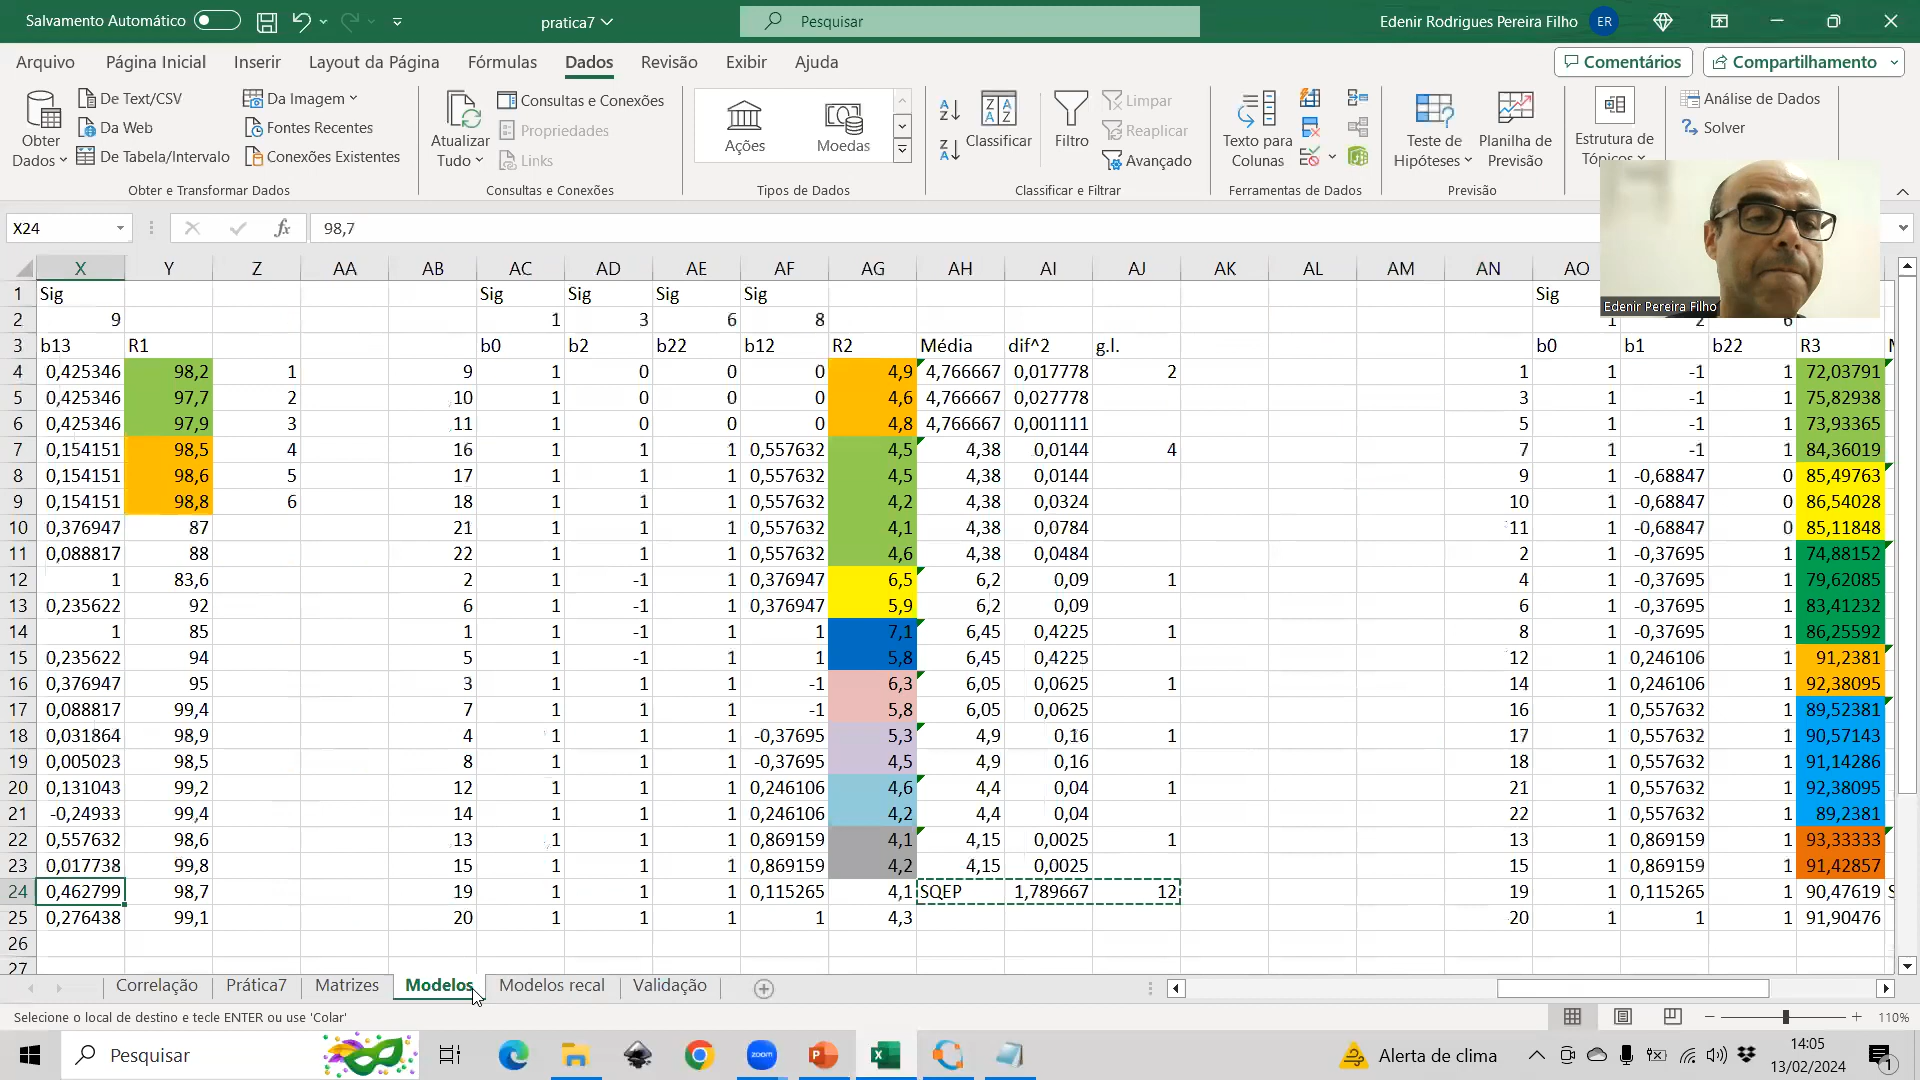 Salvamento Automático pratica7 Pesquisar Edenir Rodrigues Pereira Filho ER
Arquivo Página Inicial Inserir Layout da Página Fórmulas Dados Revisão Exibir Ajuda Comentários Compartilhamento
Obter Dados De Text/CSV Da Web De Tabela/Intervalo Da Imagem Fontes Recentes Conexões Existentes
Atualizar Tudo Consultas e Conexões Propriedades Links
Ações Moedas
Classificar Filtro Limpar Reaplicar Avançado
Texto para Colunas
Teste de Hipóteses Planilha de Previsão
Estrutura de Tópicos
Análise de Dados Solver
Obter e Transformar Dados Consultas e Conexões Tipos de Dados Classificar e Filtrar Ferramentas de Dados Previsão
X24 fx 98,7
Edenir Pereira Filho
X Y Z AA AB AC AD AE AF AG AH AI AJ AK AL AM AN AO
1 Sig Sig Sig Sig Sig Sig
2 9 1 3 6 8 1 2 6
3 b13 R1 b0 b2 b22 b12 R2 Média dif^2 g.l. b0 b1 b22 R3
4 0,425346 98,2 1 9 1 0 0 0 4,9 4,766667 0,017778 2 1 1 -1 1 72,03791
5 0,425346 97,7 2 10 1 0 0 0 4,6 4,766667 0,027778 3 1 -1 1 75,82938
6 0,425346 97,9 3 11 1 0 0 0 4,8 4,766667 0,001111 5 1 -1 1 73,93365
7 0,154151 98,5 4 16 1 1 1 0,557632 4,5 4,38 0,0144 4 7 1 -1 1 84,36019
8 0,154151 98,6 5 17 1 1 1 0,557632 4,5 4,38 0,0144 9 1 -0,68847 0 85,49763
9 0,154151 98,8 6 18 1 1 1 0,557632 4,2 4,38 0,0324 10 1 -0,68847 0 86,54028
10 0,376947 87 21 1 1 1 0,557632 4,1 4,38 0,0784 11 1 -0,68847 0 85,11848
11 0,088817 88 22 1 1 1 0,557632 4,6 4,38 0,0484 2 1 -0,37695 1 74,88152
12 1 83,6 2 1 -1 1 0,376947 6,5 6,2 0,09 1 4 1 -0,37695 1 79,62085
13 0,235622 92 6 1 -1 1 0,376947 5,9 6,2 0,09 6 1 -0,37695 1 83,41232
14 1 85 1 1 -1 1 1 7,1 6,45 0,4225 1 8 1 -0,37695 1 86,25592
15 0,235622 94 5 1 -1 1 1 5,8 6,45 0,4225 12 1 0,246106 1 91,2381
16 0,376947 95 3 1 1 1 -1 6,3 6,05 0,0625 1 14 1 0,246106 1 92,38095
17 0,088817 99,4 7 1 1 1 -1 5,8 6,05 0,0625 16 1 0,557632 1 89,52381
18 0,031864 98,9 4 1 1 1 -0,37695 5,3 4,9 0,16 1 17 1 0,557632 1 90,57143
19 0,005023 98,5 8 1 1 1 -0,37695 4,5 4,9 0,16 18 1 0,557632 1 91,14286
20 0,131043 99,2 12 1 1 1 0,246106 4,6 4,4 0,04 1 21 1 0,557632 1 92,38095
21 -0,24933 99,4 14 1 1 1 0,246106 4,2 4,4 0,04 22 1 0,557632 1 89,2381
22 0,557632 98,6 13 1 1 1 0,869159 4,1 4,15 0,0025 1 13 1 0,869159 1 93,33333
23 0,017738 99,8 15 1 1 1 0,869159 4,2 4,15 0,0025 15 1 0,869159 1 91,42857
24 0,462799 98,7 19 1 1 1 0,115265 4,1 SQEP 1,789667 12 19 1 0,115265 1 90,47619
25 0,276438 99,1 20 1 1 1 1 4,3 20 1 1 1 91,90476
26
27
Correlação Prática7 Matrizes Modelos Modelos recal Validação
Selecione o local de destino e tecle ENTER ou use 'Colar' 110%
Pesquisar zoom Alerta de clima 14:05
13/02/2024 1